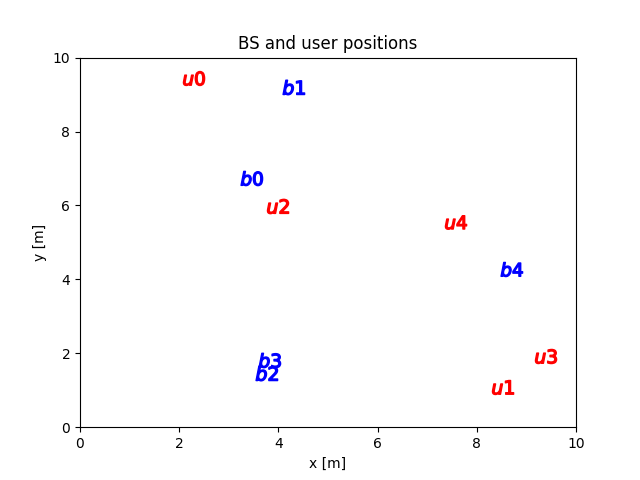 BS and user positions
10
8
6
4
2
0
y [m]
u0
b1
b0
u2
u4
b4
b3
b2
u3
u1
0 2 4 6 8 10
x [m]